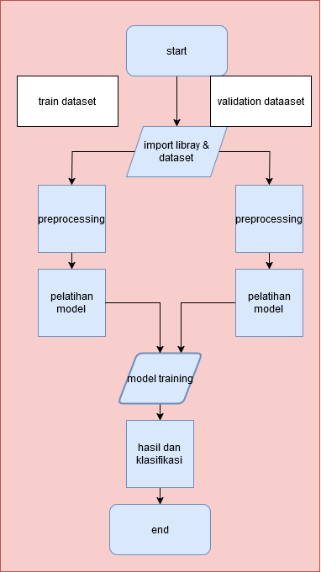 start
train dataset
validation dataaset
import libray &
dataset
preprocessing
preprocessing
pelatihan
model
pelatihan
model
model training
hasil dan
klasifikasi
end